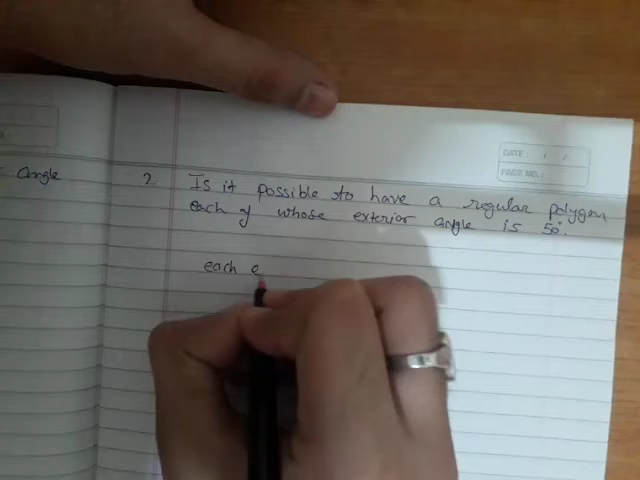 DATE: / /
PAGE NO.:
angle
2. Is it possible to have a regular polygon
each of whose exterior angle is 50°.
each e